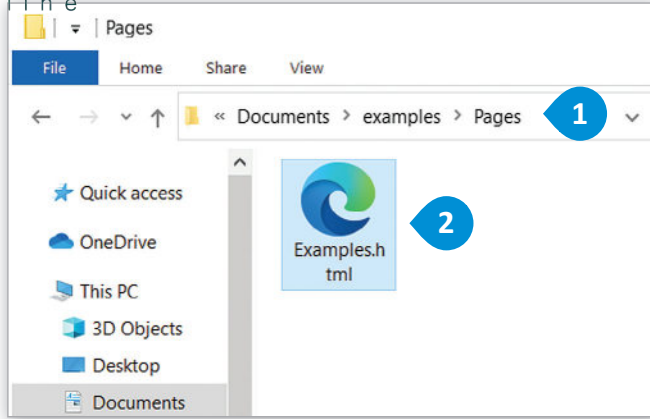 line
Pages
File Home Share View
« Documents > examples > Pages
1
Quick access
OneDrive
This PC
3D Objects
Desktop
Documents
Examples.h
tml
2